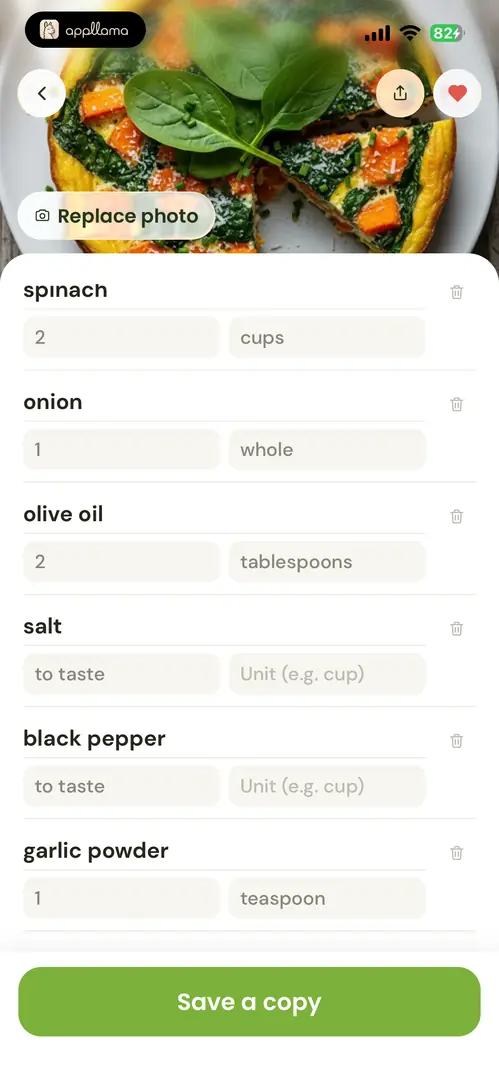 appllama
82
Replace photo
spinach
2 cups
onion
1 whole
olive oil
2 tablespoons
salt
to taste Unit (e.g. cup)
black pepper
to taste Unit (e.g. cup)
garlic powder
1 teaspoon
Save a copy